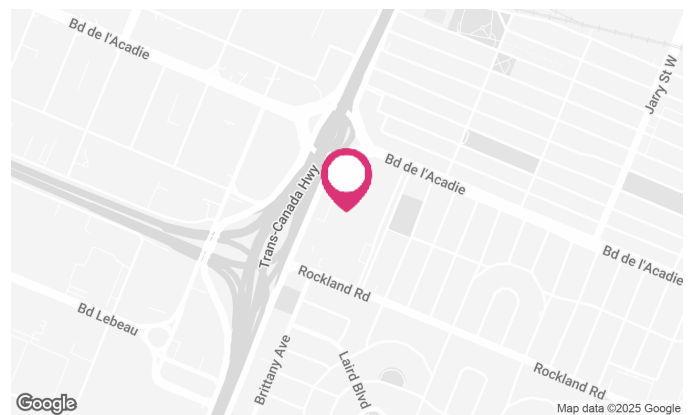 Bd de l'Acadie
Jarry St W
Bd de l'Acadie
Trans-Canada Hwy
Bd de l'Acadie
Rockland Rd
Bd Lebeau
Brittany Ave
Laird Blvd
Rockland Rd
Google
Map data ©2025 Google